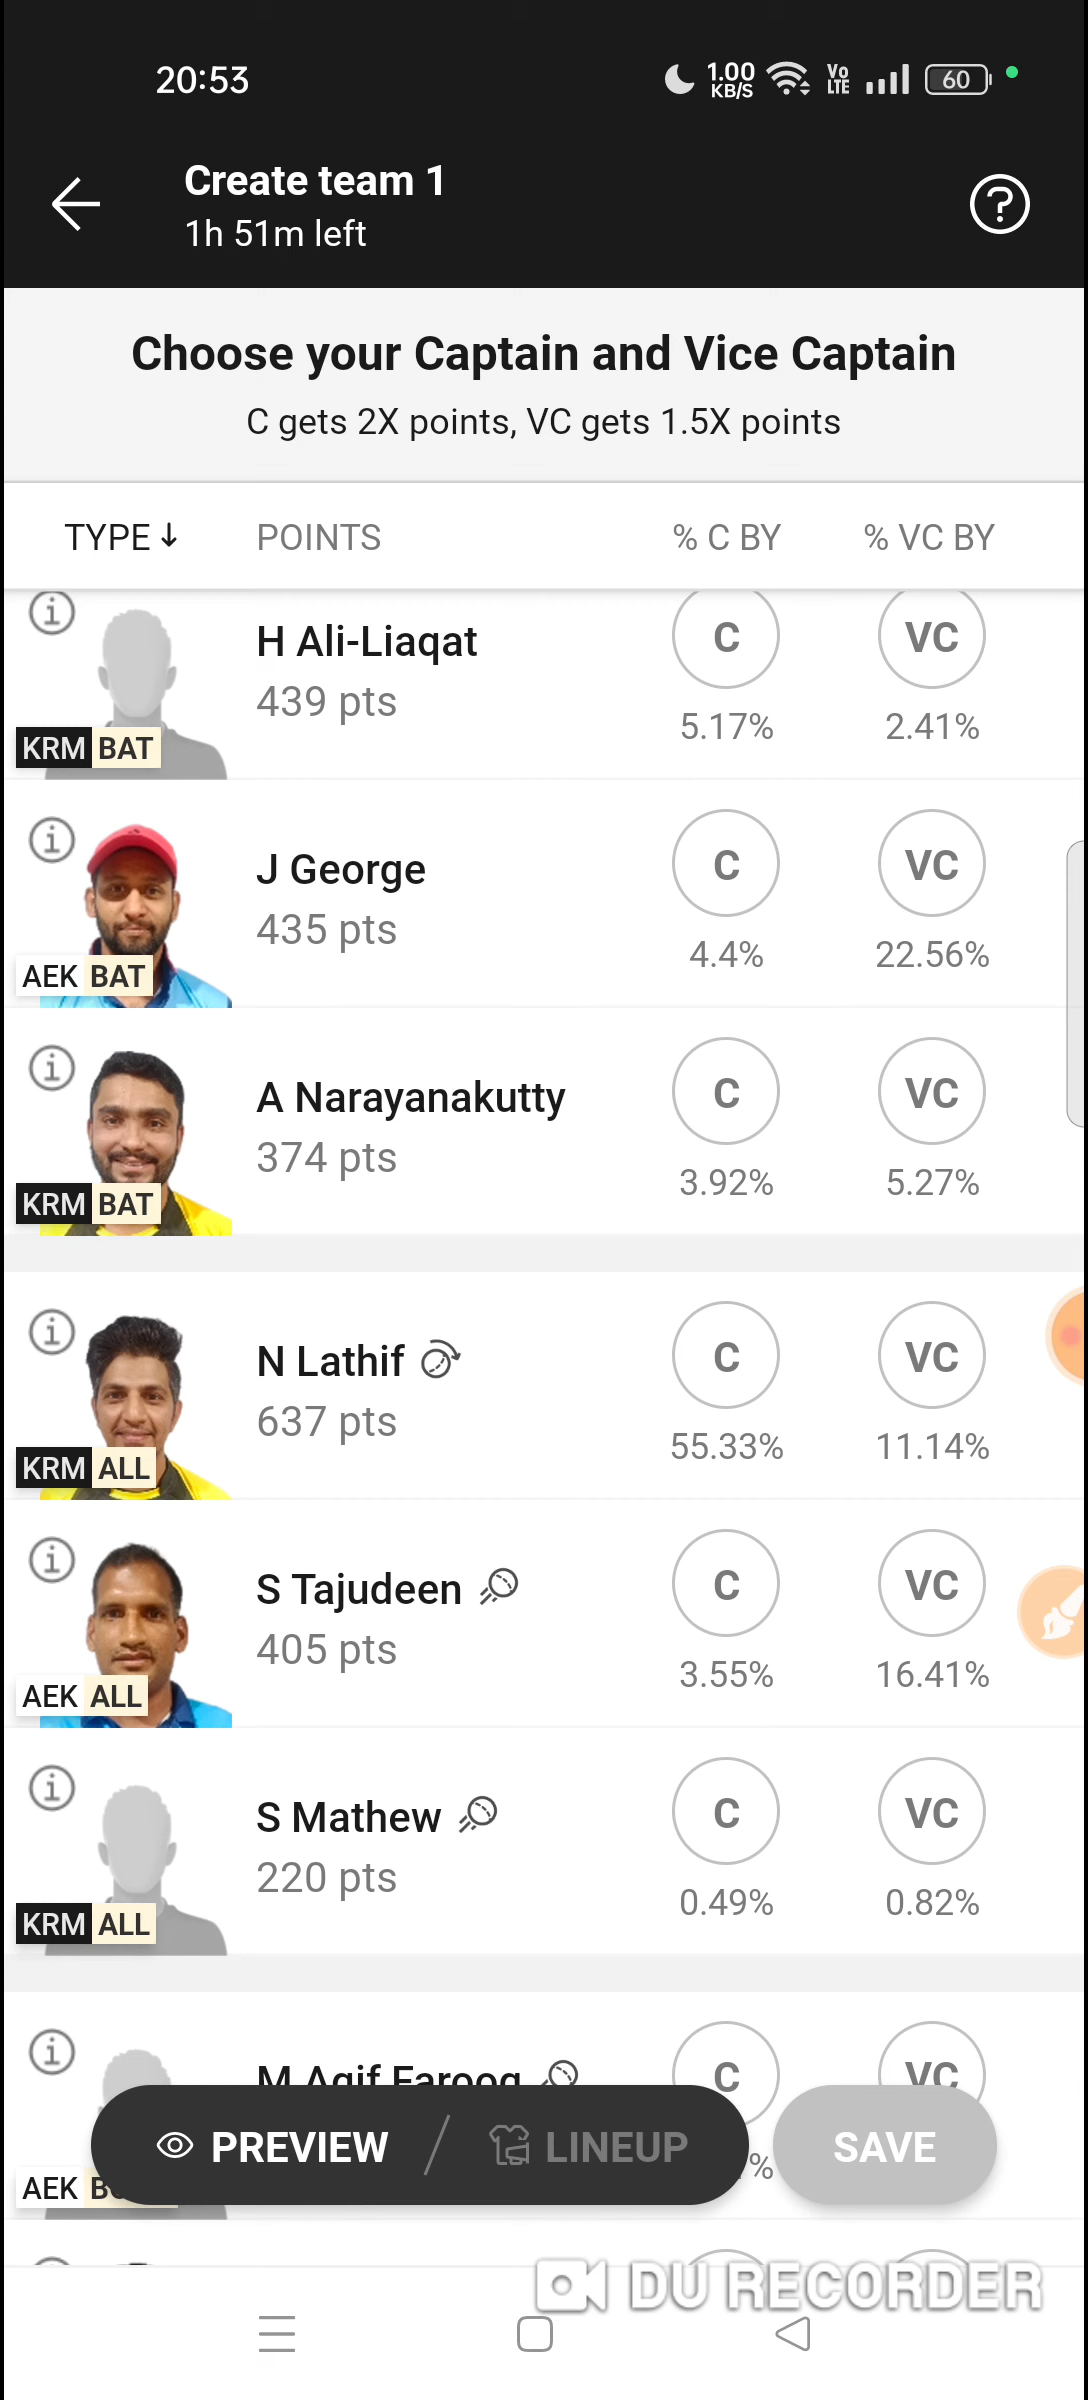 20:53
1.00 KB/S
Vo LTE
60
Create team 1
1h 51m left
Choose your Captain and Vice Captain
C gets 2X points, VC gets 1.5X points
TYPE POINTS % C BY % VC BY
H Ali-Liaqat C VC
439 pts
5.17% 2.41%
KRM BAT
J George C VC
435 pts
4.4% 22.56%
AEK BAT
A Narayanakutty C VC
374 pts
3.92% 5.27%
KRM BAT
N Lathif C VC
637 pts
55.33% 11.14%
KRM ALL
S Tajudeen C VC
405 pts
3.55% 16.41%
AEK ALL
S Mathew C VC
220 pts
0.49% 0.82%
KRM ALL
M Aqif Farooq C VC
PREVIEW LINEUP SAVE
%
AEK
DU RECORDER